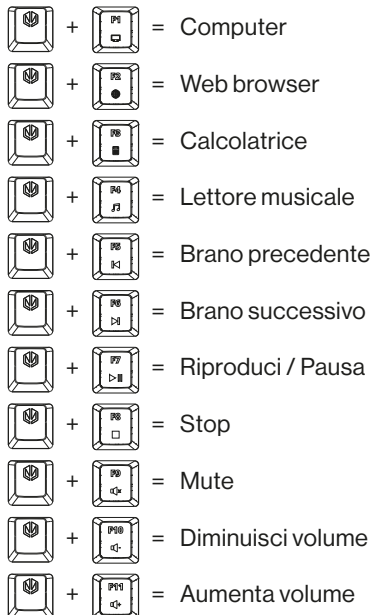 + F1 = Computer
+ F2 = Web browser
+ F3 = Calcolatrice
+ F4 = Lettore musicale
+ F5 = Brano precedente
+ F6 = Brano successivo
+ F7 = Riproduci / Pausa
+ F8 = Stop
+ F9 = Mute
+ F10 = Diminuisci volume
+ F11 = Aumenta volume